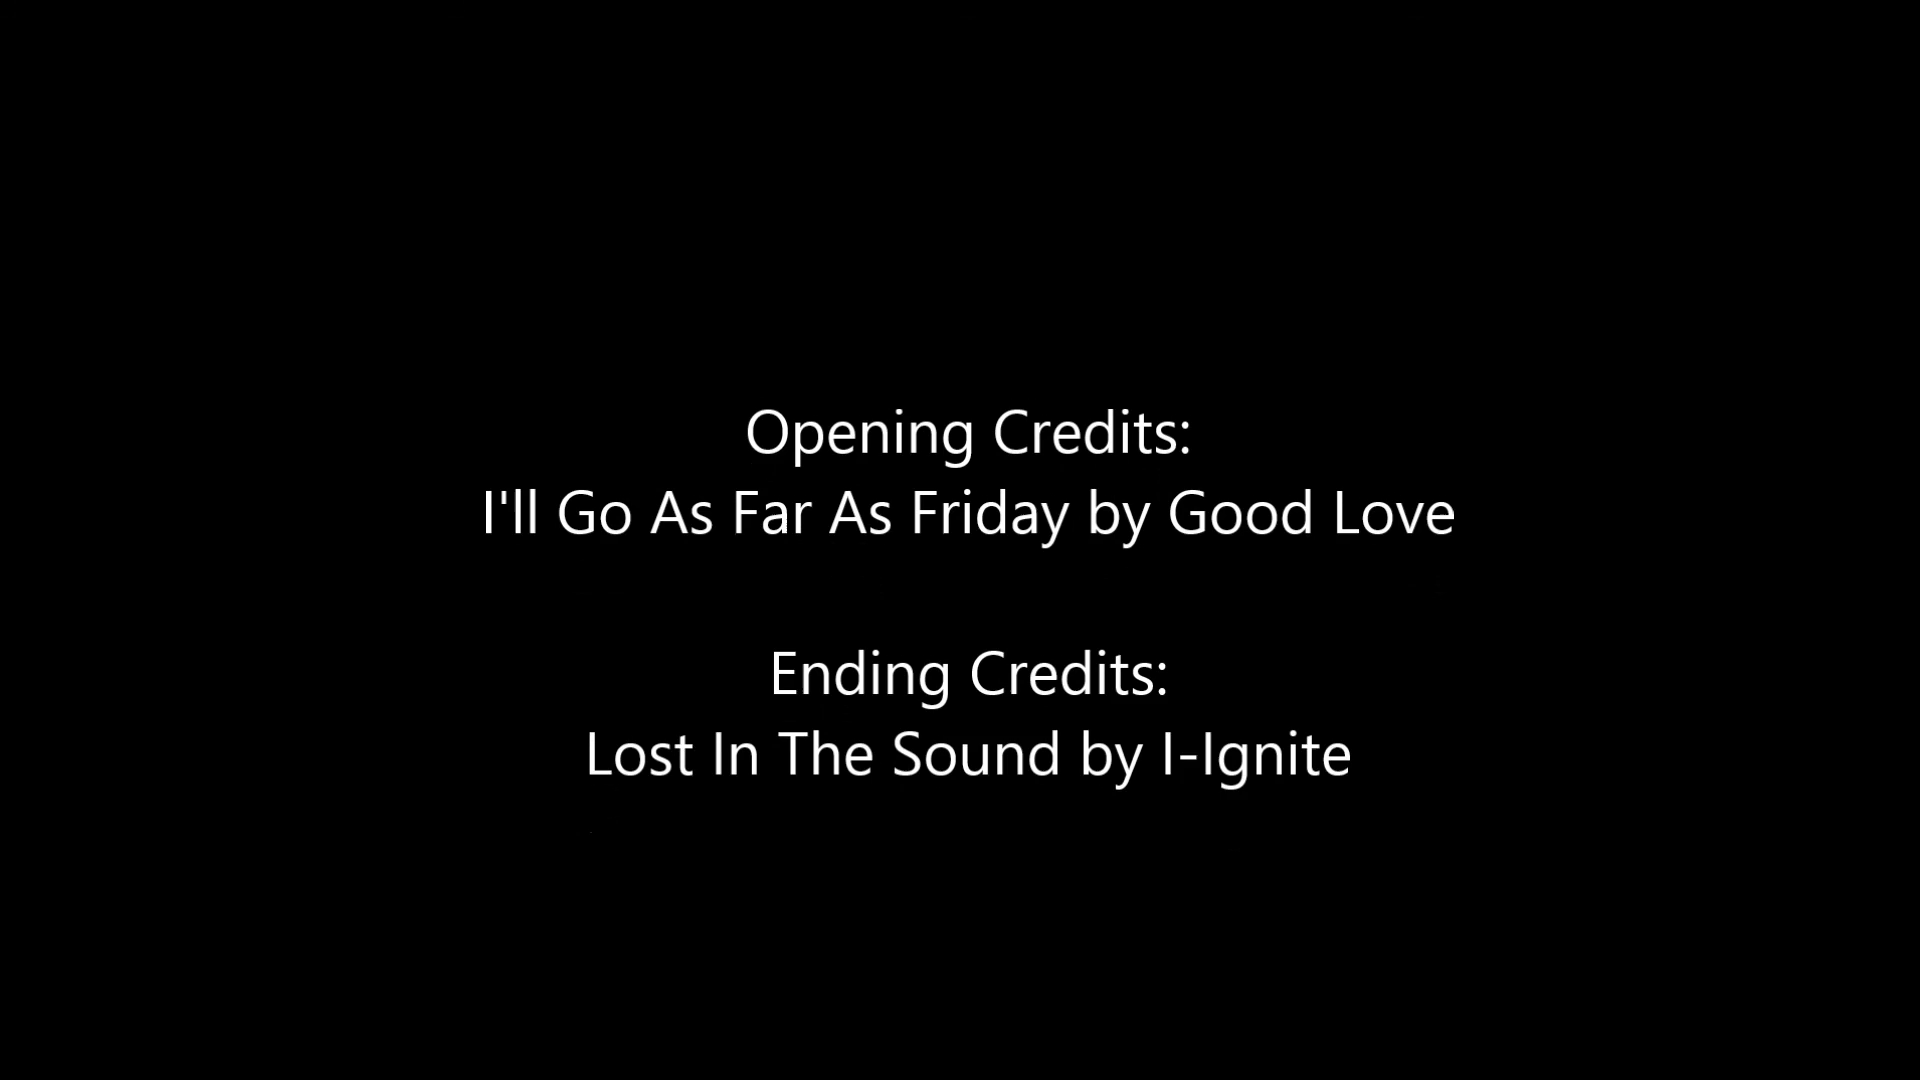 Opening Credits:
I'll Go As Far As Friday by Good Love
Ending Credits:
Lost In The Sound by I-Ignite